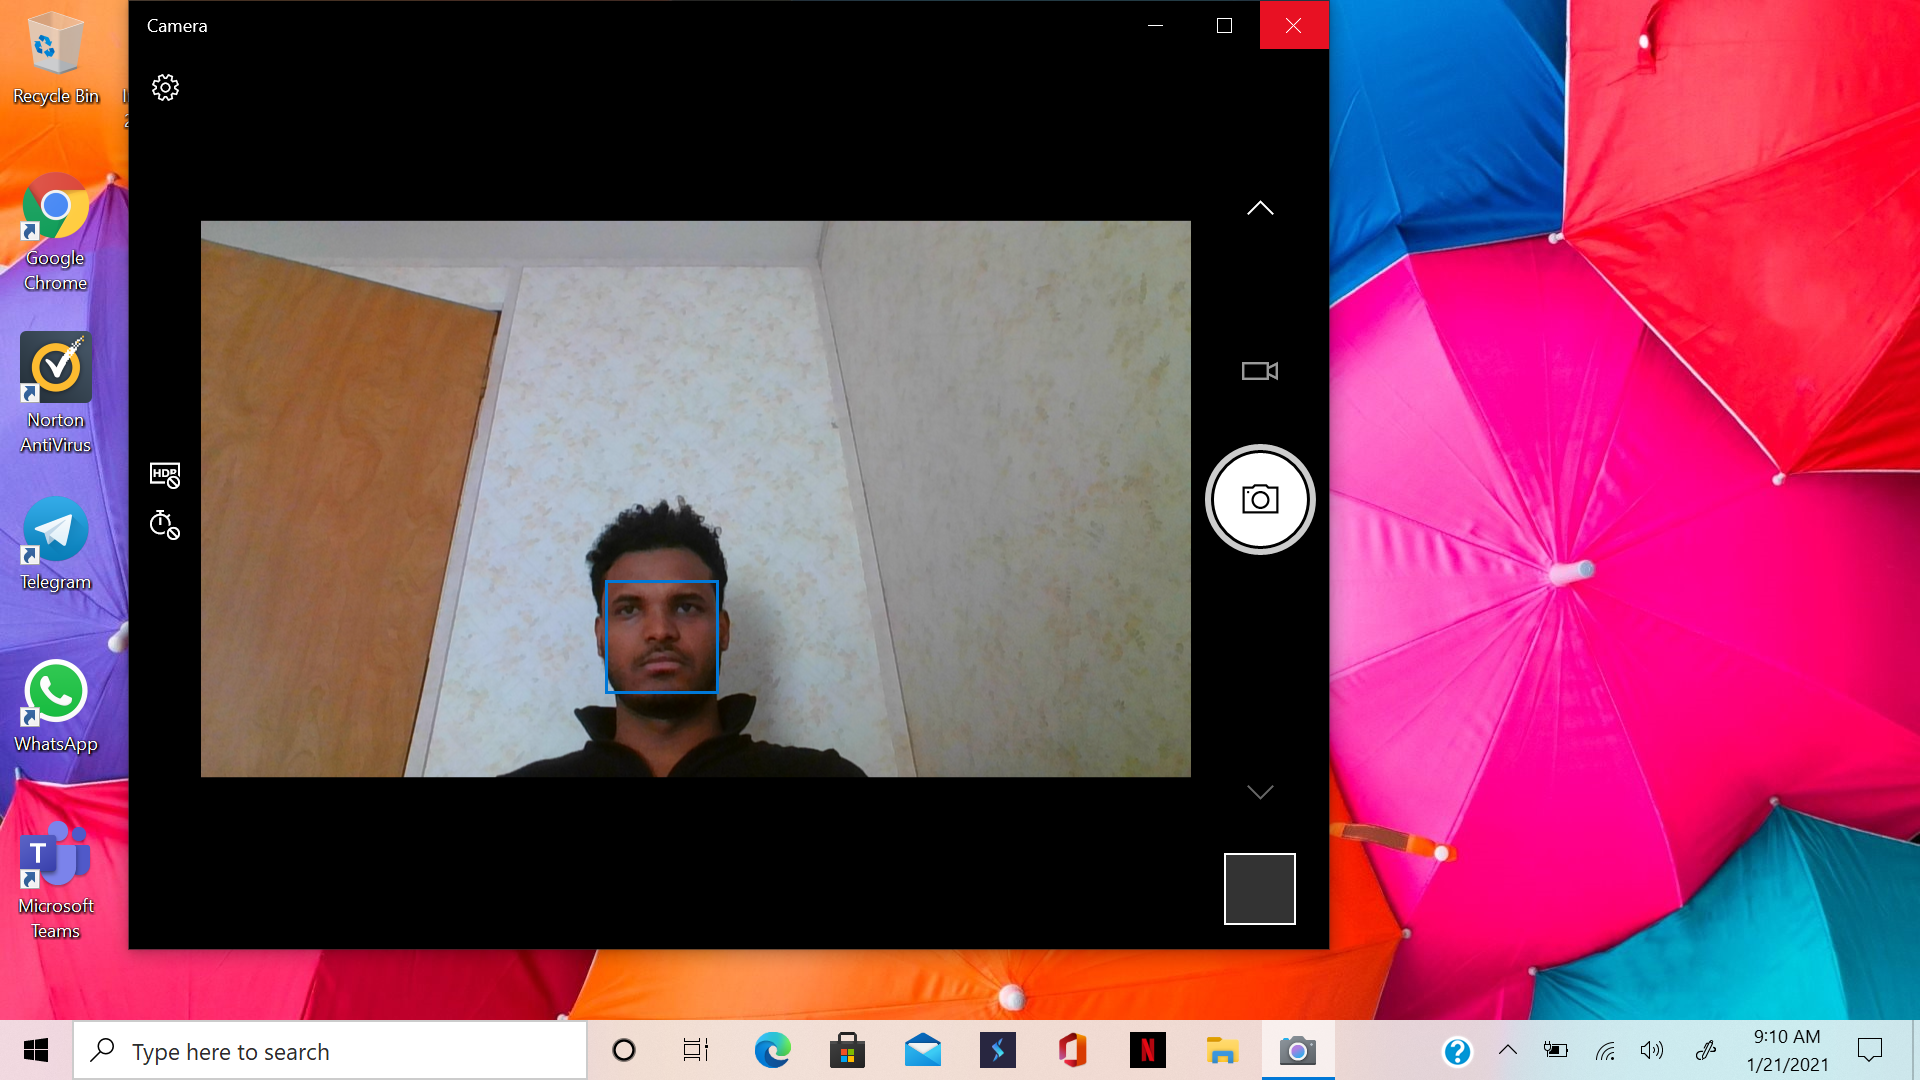 Camera
Recycle Bin
Google
Chrome
Norton
AntiVirus
Telegram
WhatsApp
T
Microsoft
Teams
HDR
Type here to search
N
?
9:10 AM
1/21/2021